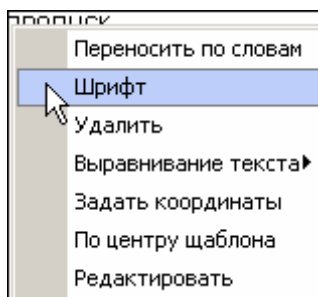 Переносить по словам
Шрифт
Удалить
Выравнивание текста
Задать координаты
По центру щаблона
Редактировать